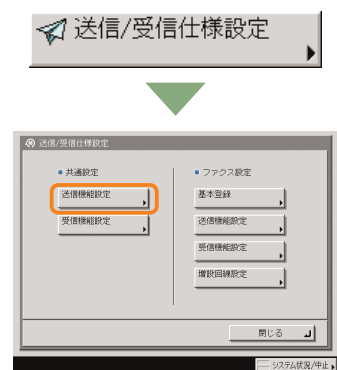 送信/受信仕様設定
送信/受信仕様設定
■ 共通設定
送信機能設定
受信機能設定
■ ファクス設定
基本登録
送信機能設定
受信機能設定
増設回線設定
閉じる
システム状況/中止